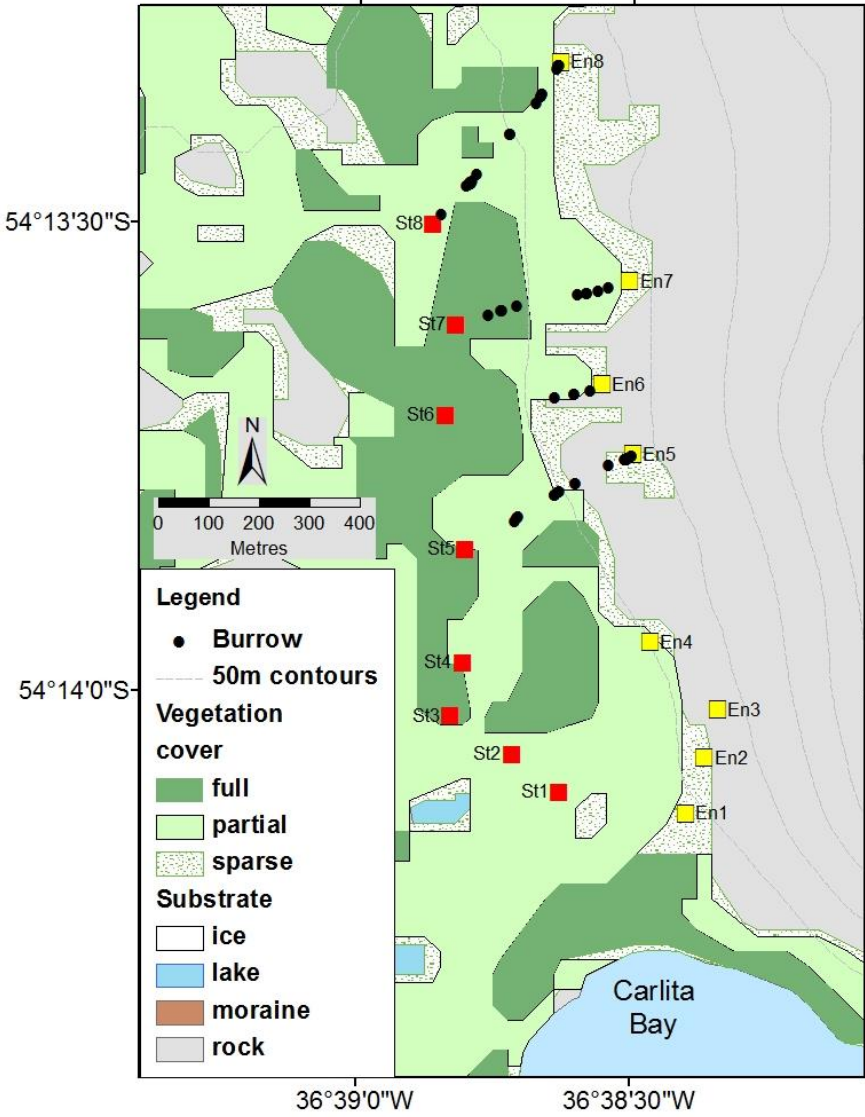 En8
54°13'30"S
St8
En7
St7
En6
St6
N
En5
0 100 200 300 400
Metres
St5
Legend
Burrow
50m contours
Vegetation
cover
full
partial
sparse
Substrate
ice
lake
moraine
rock
En4
St4
54°14'0"S
St3
En3
St2
En2
St1
En1
Carlita
Bay
36°39'0"W
36°38'30"W